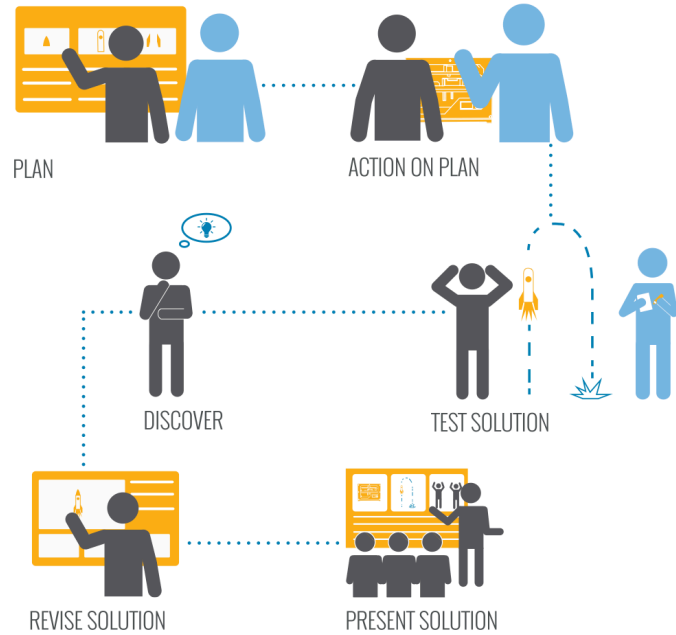 PLAN
ACTION ON PLAN
DISCOVER
TEST SOLUTION
REVISE SOLUTION
PRESENT SOLUTION